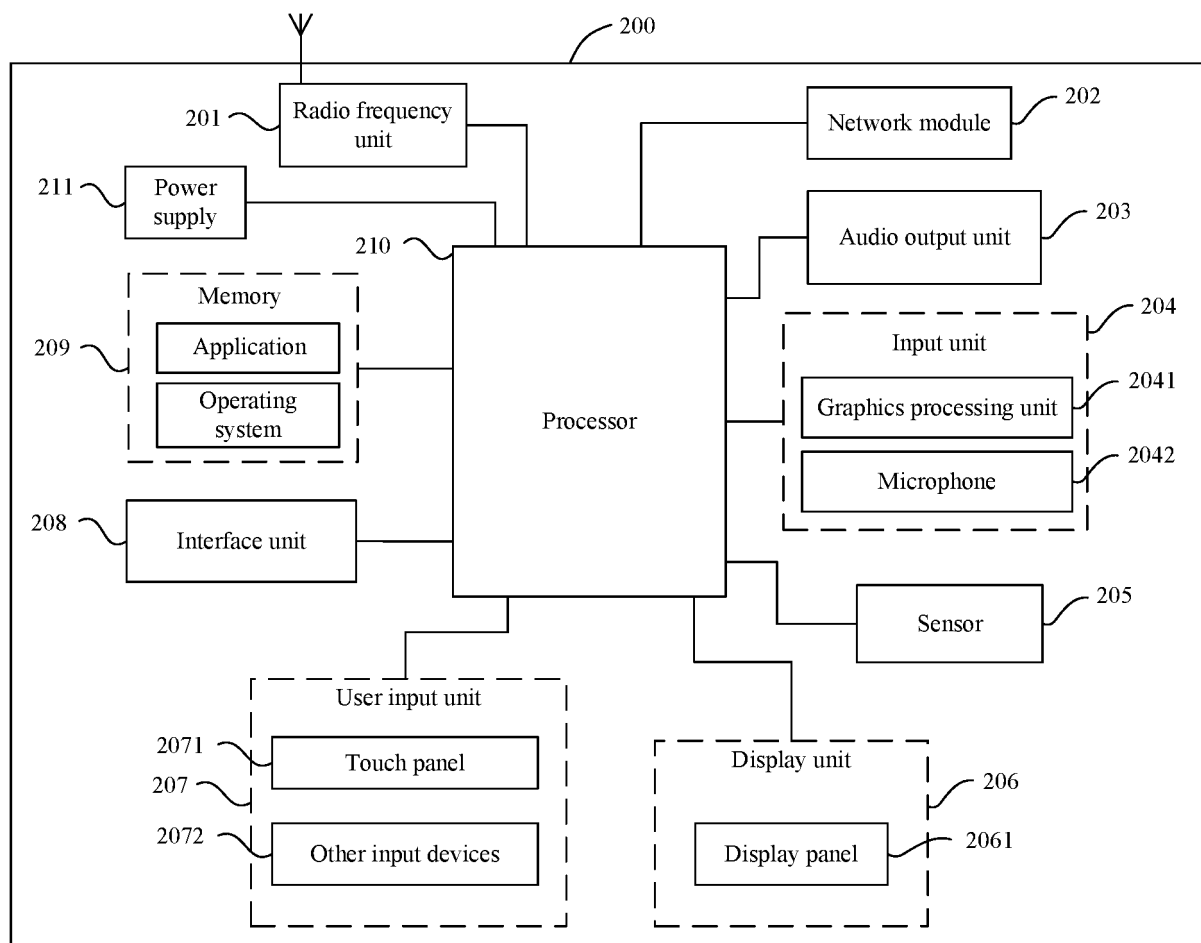 200
201
Radio frequency
unit
Network module
202
211
Power
supply
Audio output unit
203
210
Memory
Application
Operating
system
209
Processor
204
Input unit
Graphics processing unit
2041
Microphone
2042
208
Interface unit
Sensor
205
User input unit
2071
Touch panel
207
2072
Other input devices
Display unit
206
Display panel
2061